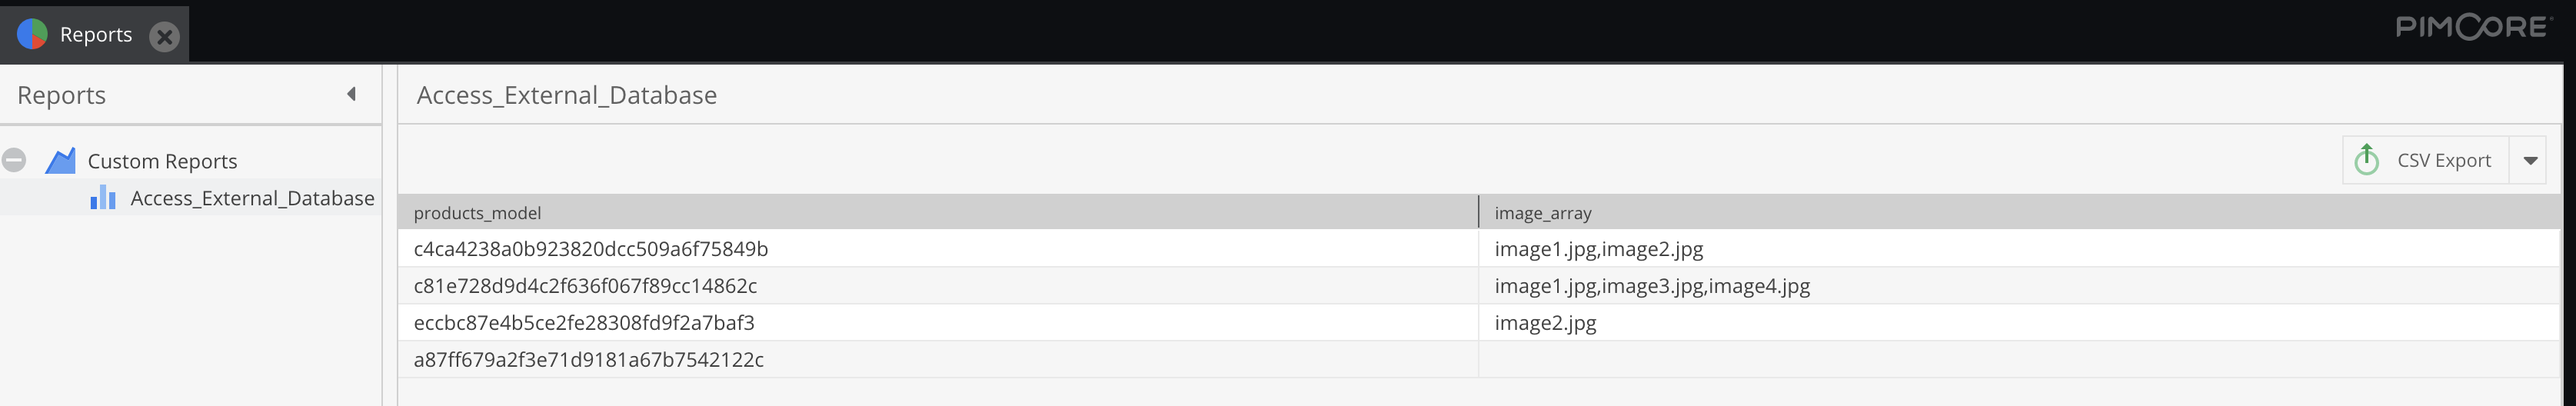 Reports
PIMCORE
Reports
Access_External_Database
Custom Reports
Access_External_Database
CSV Export
products_model image_array
c4ca4238a0b923820dcc509a6f75849b image1.jpg,image2.jpg
c81e728d9d4c2f636f067f89cc14862c image1.jpg,image3.jpg,image4.jpg
eccbc87e4b5ce2fe28308fd9f2a7baf3 image2.jpg
a87ff679a2f3e71d9181a67b7542122c